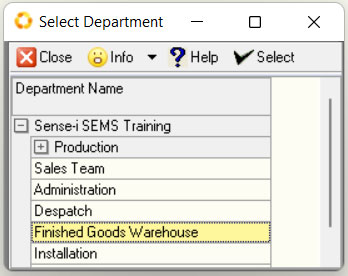 Select Department
Close Info Help Select
Department Name
Sense-i SEMS Training
Production
Sales Team
Administration
Despatch
Finished Goods Warehouse
Installation